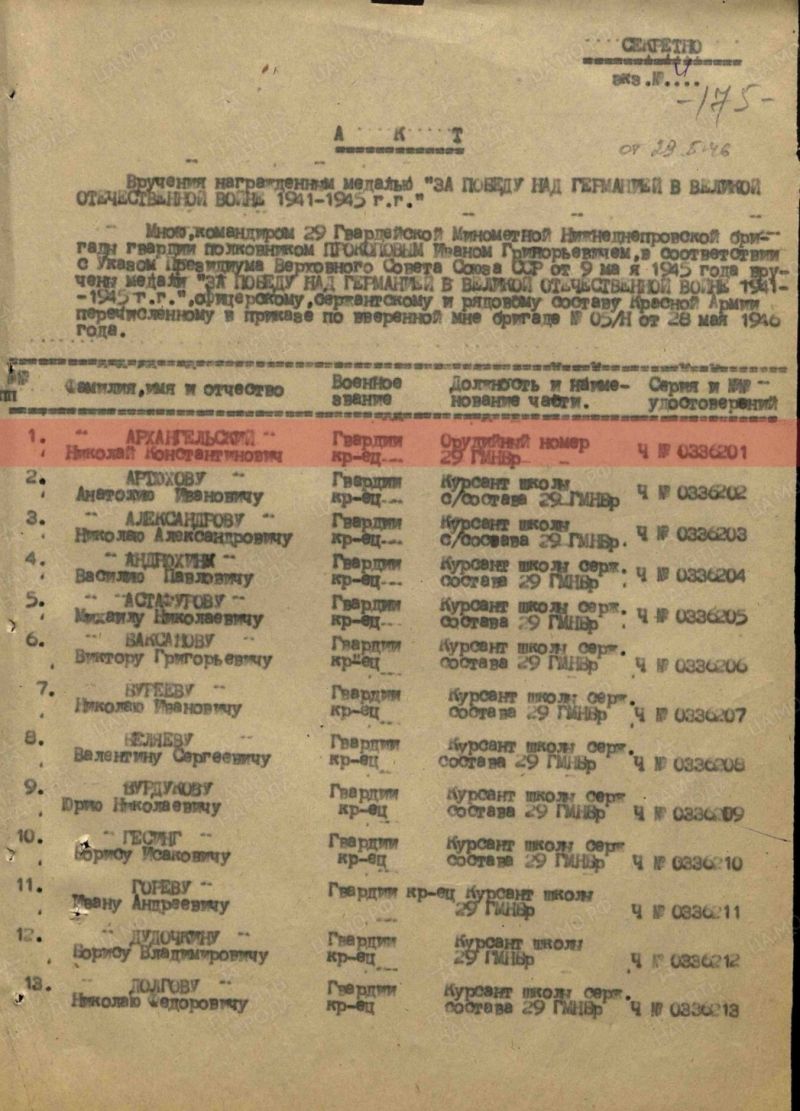 СЕКРЕТНО
экз.№....
4
-175-
от 29.5.46
А К Т
Вручения награжденным медалью "ЗА ПОБЕДУ НАД ГЕРМАНИЕЙ В ВЕЛИКОЙ
ОТЕЧЕСТВЕННОЙ ВОЙНЕ 1941-1945 г.г."
Мною,командиром 29 Гвардейской Минометной Нижнеднепровской бри-
гады гвардии полковником ПРОКОПОВЫМ Иваном Григорьевичем,в соответствии
с Указом Президиума Верховного Совета Союза ССР от 9 мая 1945 года вру-
чены медали "ЗА ПОБЕДУ НАД ГЕРМАНИЕЙ В ВЕЛИКОЙ ОТЕЧЕСТВЕННОЙ ВОЙНЕ 1941-
-1945 г.г.",офицерскому,сержантскому и рядовому составу Красной Армии
перечисленному в приказе по вверенной мне бригаде № 05/Н от 28 мая 1946
года.
№№ пп Фамилия,имя и отчество Военное звание Должность и наиме-нование части. Серия и №№ удостоверений
1. АРХАНГЕЛЬСКИЙ Гвардии Орудийный номер
Николай Константинович кр-ец 29 ГМНБр Ч № 0336201
2. АРТЮХОВУ Гвардии Курсант школы
Анатолию Ивановичу кр-ец с/состава 29 ГМНБр Ч № 0336202
3. АЛЕКСАНДРОВУ Гвардии Курсант школы
Николаю Александровичу кр-ец с/состава 29 ГМНБр. Ч № 0336203
4. АНДРЮХИНУ Гвардии Курсант школы серж.
Василию Павловичу кр-ец состава 29 ГМНБр Ч № 0336204
5. АСТАФУРОВУ Гвардии Курсант школы серж.
Михаилу Николаевичу кр-ец состава 29 ГМНБр Ч № 0336205
6. БАКСАНОВУ Гвардии Курсант школы серж.
Виктору Григорьевичу кр-ец состава 29 ГМНБр Ч № 0336206
7. Гвардии Курсант школы серж.
Николаю Ивановичу кр-ец состава 29 ГМНБр Ч № 0336207
8. БЕЛЯЕВУ Гвардии Курсант школы серж.
Валентину Сергеевичу кр-ец состава 29 ГМНБр Ч № 0336208
9. БУРДУКОВУ Гвардии Курсант школы серж
Юрию Николаевичу кр-ец состава 29 ГМНБр Ч № 0336209
10. ГЕСИНГ Гвардии Курсант школы серж
Борису Исаковичу кр-ец состава 29 ГМНБр Ч № 0336210
11. ГОРЕВУ Гвардии кр-ец Курсант школы
Ивану Андреевичу 29 ГМНБр Ч № 0336211
12. ДУДОЧКИНУ Гвардии Курсант школы
Борису Владимировичу кр-ец 29 ГМНБр Ч № 0336212
13. ДОЛГОВУ Гвардии Курсант школы серж.
Николаю Федоровичу кр-ец состава 29 ГМНБр Ч № 0336213